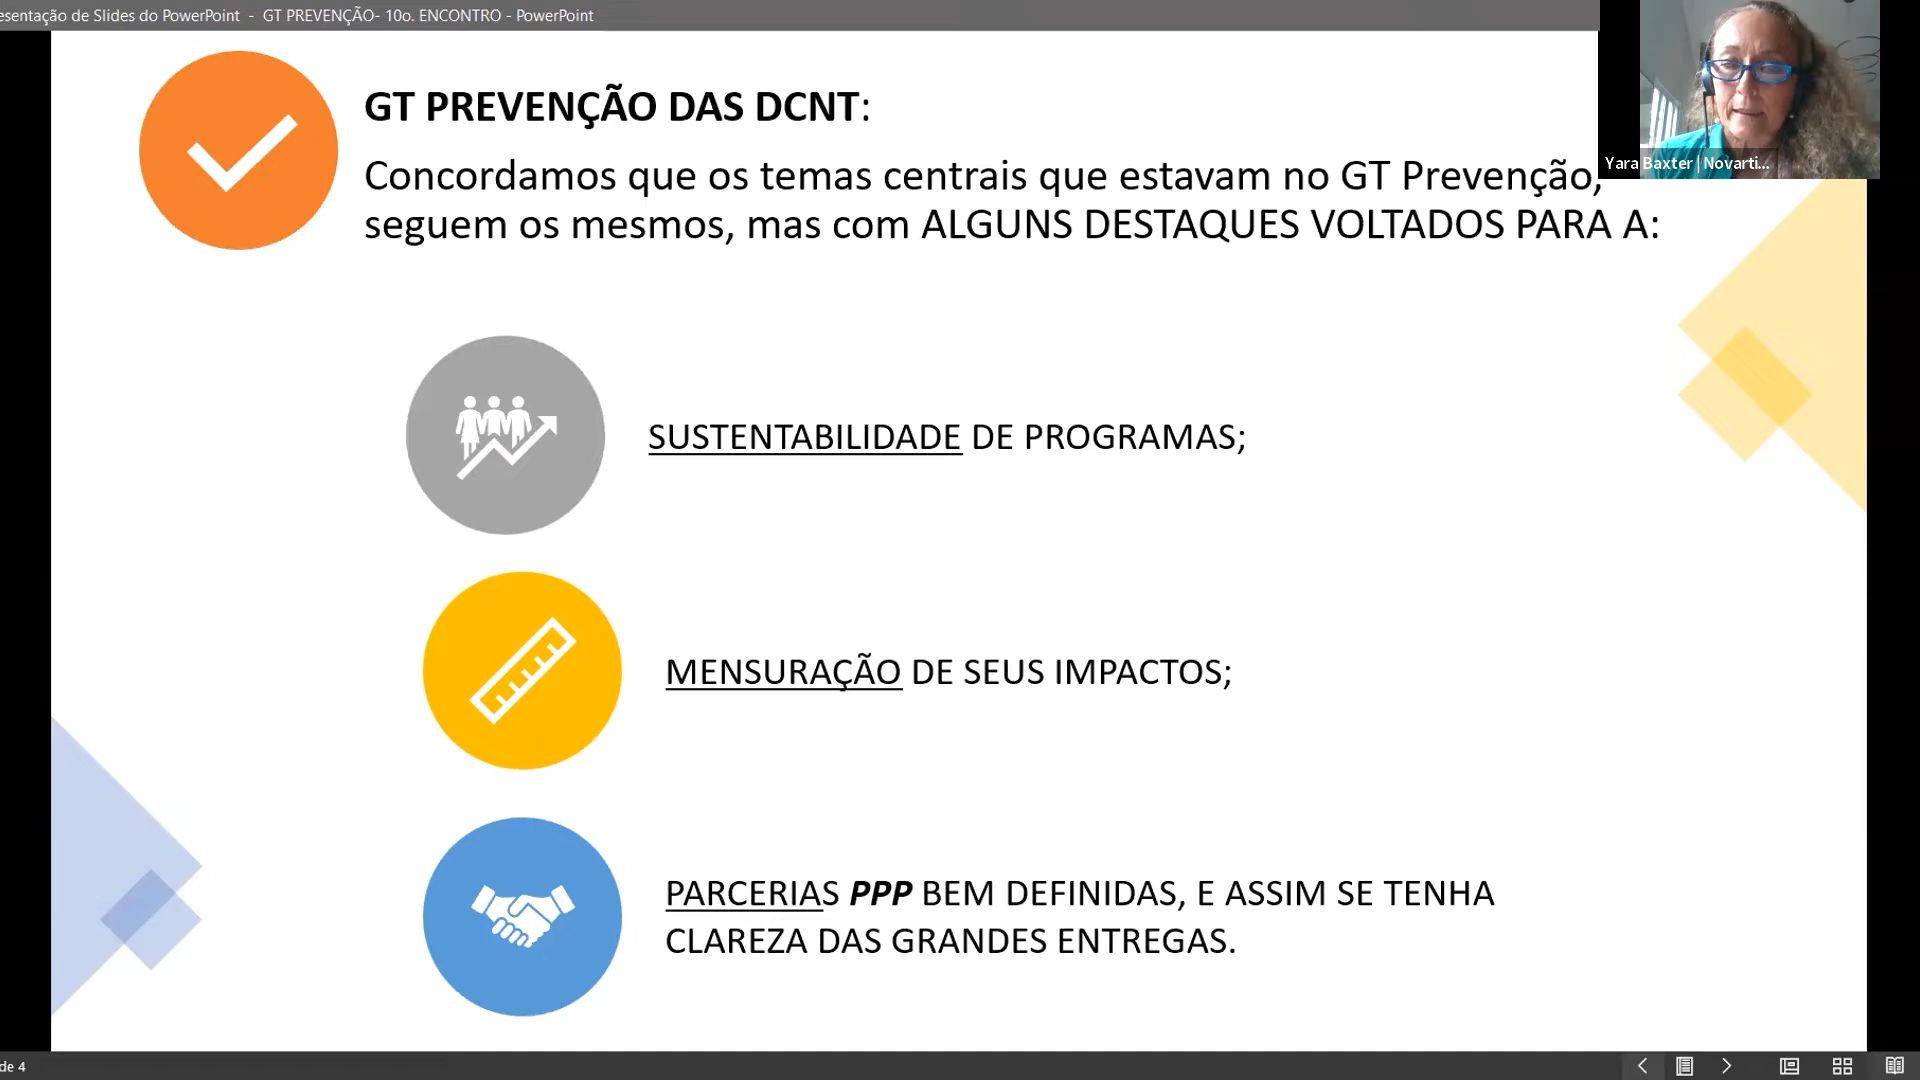 esentação de Slides do PowerPoint - GT PREVENÇÃO- 10o. ENCONTRO - PowerPoint
GT PREVENÇÃO DAS DCNT:
Concordamos que os temas centrais que estavam no GT Prevenção,
seguem os mesmos, mas com ALGUNS DESTAQUES VOLTADOS PARA A:
Yara Baxter | Novarti...
SUSTENTABILIDADE DE PROGRAMAS;
MENSURAÇÃO DE SEUS IMPACTOS;
PARCERIAS PPP BEM DEFINIDAS, E ASSIM SE TENHA
CLAREZA DAS GRANDES ENTREGAS.
de 4